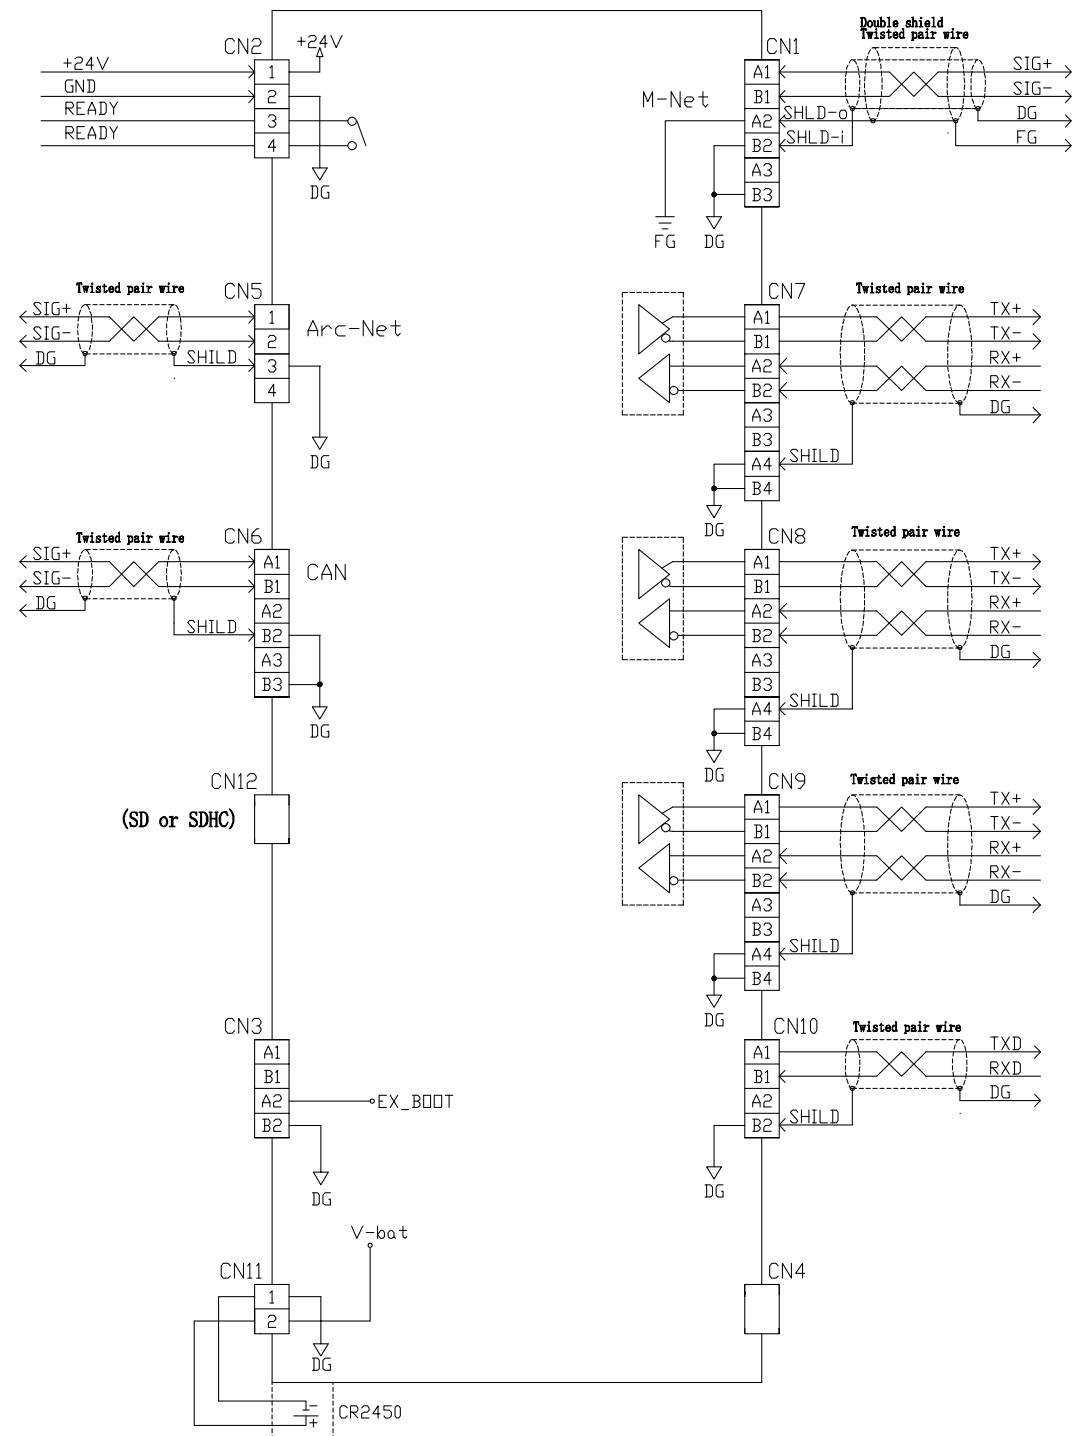 CN2
+24V
+24V
1
GND
2
READY
3
READY
4
DG
Double shield
Twisted pair wire
CN1
M-Net
A1
SIG+
B1
SIG-
A2
SHLD-o
DG
B2
SHLD-i
FG
A3
B3
FG
DG
Twisted pair wire
CN5
Arc-Net
SIG+
1
SIG-
2
DG
SHILD
3
4
DG
CN7
Twisted pair wire
A1
TX+
B1
TX-
A2
RX+
B2
RX-
A3
DG
B3
A4
SHILD
B4
DG
Twisted pair wire
CN6
CAN
SIG+
A1
SIG-
B1
DG
A2
SHILD
B2
A3
B3
DG
CN8
Twisted pair wire
A1
TX+
B1
TX-
A2
RX+
B2
RX-
A3
DG
B3
A4
SHILD
B4
DG
CN12
(SD or SDHC)
CN9
Twisted pair wire
A1
TX+
B1
TX-
A2
RX+
B2
RX-
A3
DG
B3
A4
SHILD
B4
DG
CN3
A1
B1
A2
EX_BOOT
B2
DG
CN10
Twisted pair wire
A1
TXD
B1
RXD
A2
DG
B2
SHILD
DG
V-bat
CN11
1
2
DG
CN4
-
+
CR2450